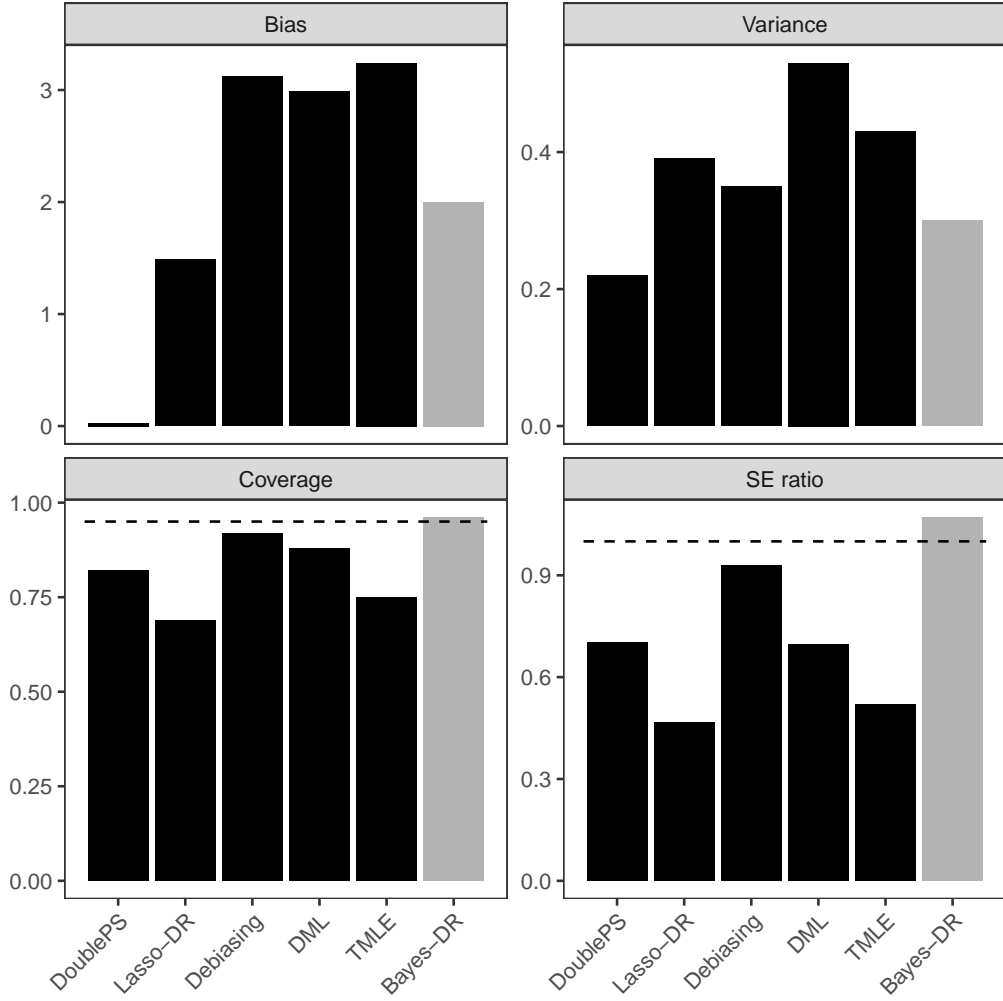 Bias
Variance
3
2
1
0
0.4
0.2
0.0
Coverage
SE ratio
1.00
0.75
0.50
0.25
0.00
0.9
0.6
0.3
0.0
DoublePS
Lasso−DR
Debiasing
DML
TMLE
Bayes−DR
DoublePS
Lasso−DR
Debiasing
DML
TMLE
Bayes−DR